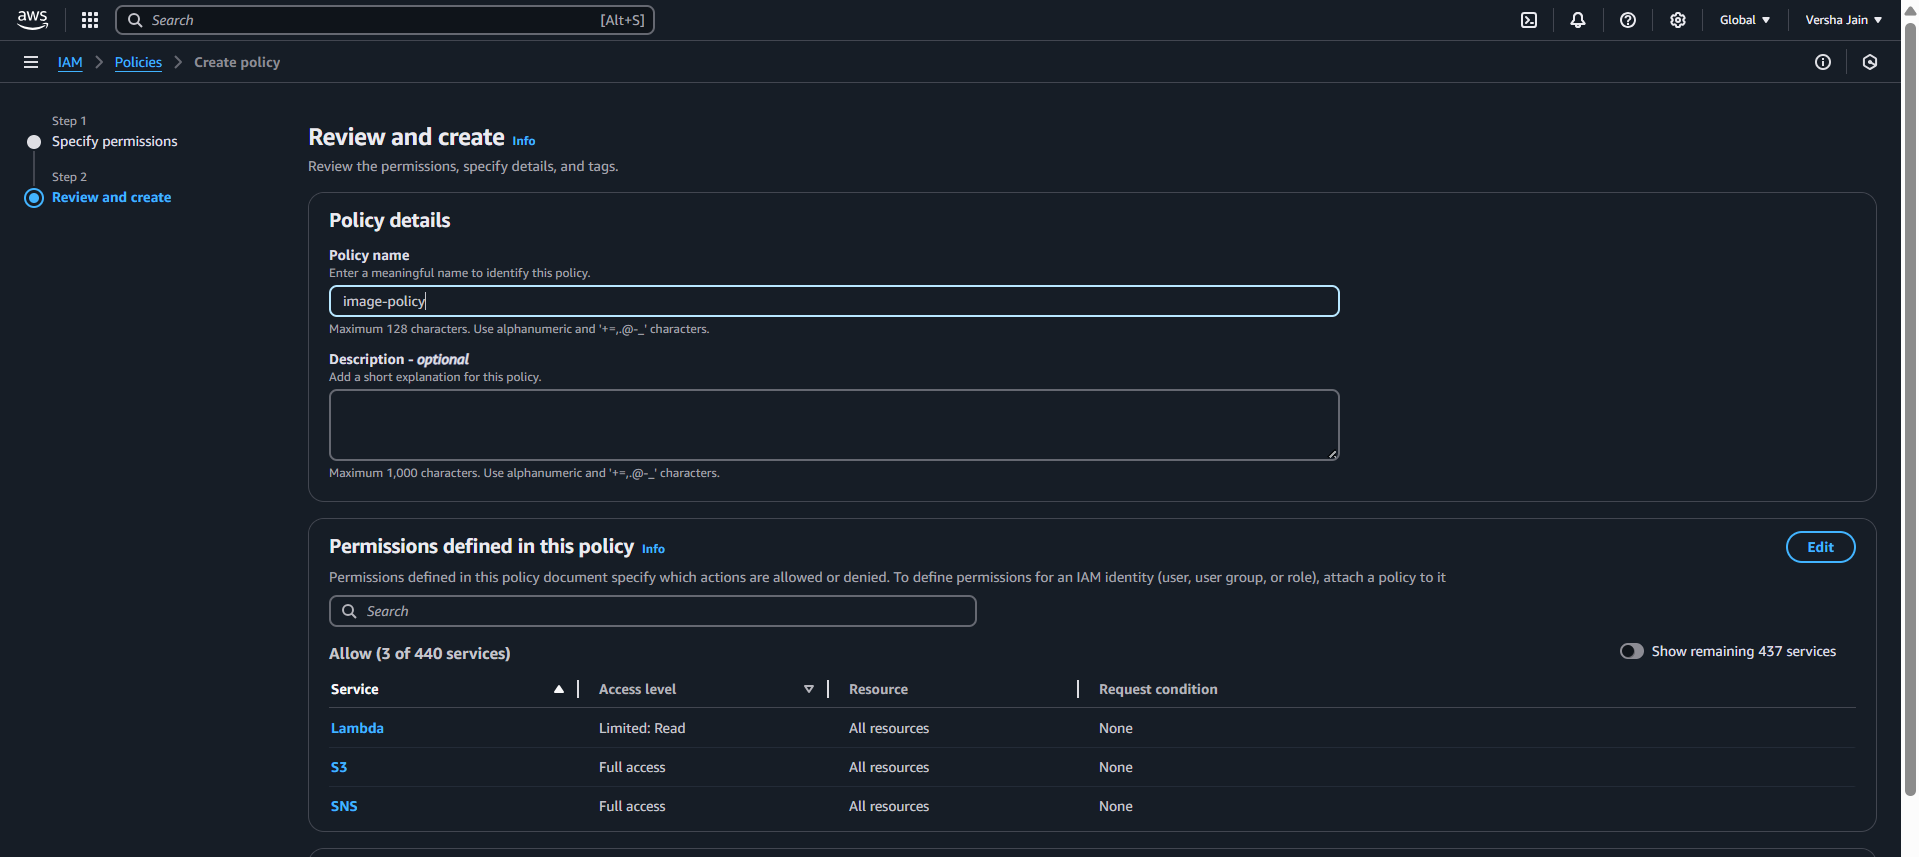 aws
Search [Alt+S]
Global
Versha Jain
IAM
Policies
Create policy
Step 1
Specify permissions
Step 2
Review and create
Review and create Info
Review the permissions, specify details, and tags.
Policy details
Policy name
Enter a meaningful name to identify this policy.
image-policy
Maximum 128 characters. Use alphanumeric and '+=,.@-_' characters.
Description - optional
Add a short explanation for this policy.
Maximum 1,000 characters. Use alphanumeric and '+=,.@-_' characters.
Permissions defined in this policy Info
Edit
Permissions defined in this policy document specify which actions are allowed or denied. To define permissions for an IAM identity (user, user group, or role), attach a policy to it
Search
Allow (3 of 440 services)
Show remaining 437 services
Service Access level Resource Request condition
Lambda Limited: Read All resources None
S3 Full access All resources None
SNS Full access All resources None